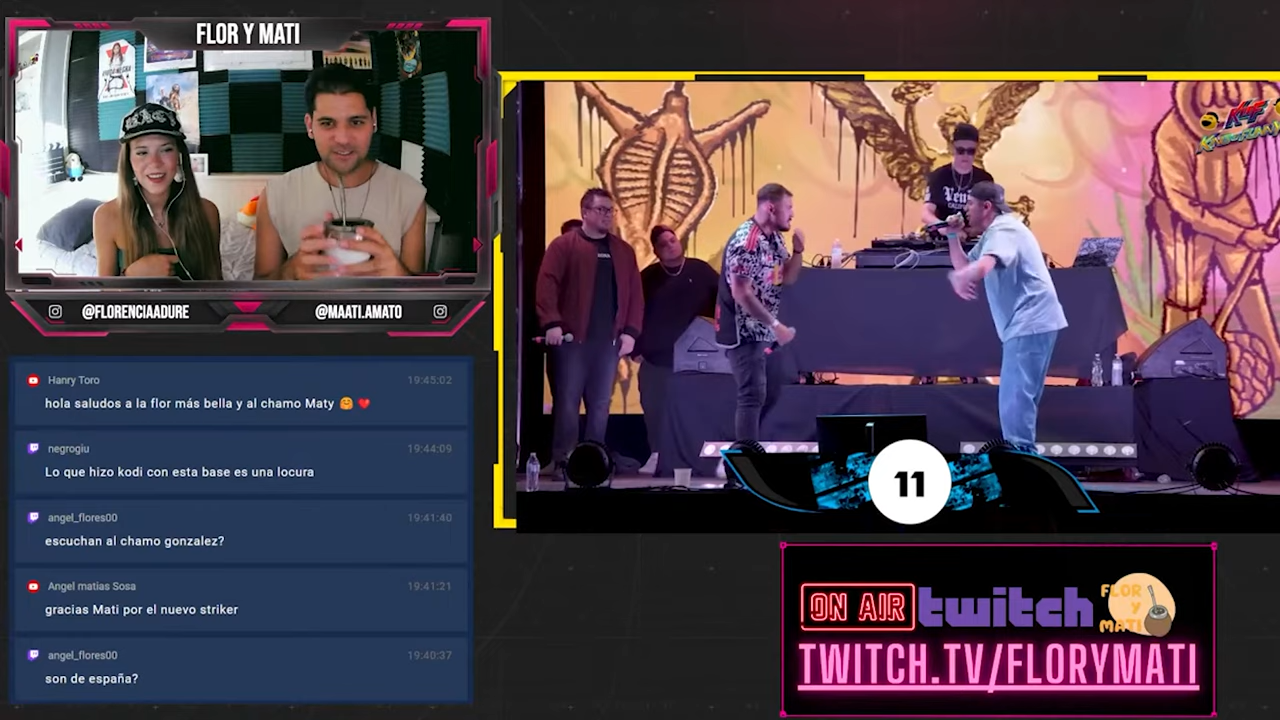 FLOR Y MATI
@FLORENCIAADURE
@MAATI.AMATO
Hanry Toro
19:45:02
hola saludos a la flor más bella y al chamo Maty 🤗 ❤️
negrogiu
19:44:09
Lo que hizo kodi con esta base es una locura
angel_flores00
19:41:40
escuchan al chamo gonzalez?
Angel matias Sosa
19:41:21
gracias Mati por el nuevo striker
angel_flores00
19:40:37
son de españa?
11
ON AIR
twitch
FLOR
Y
MATI
TWITCH.TV/FLORYMATI